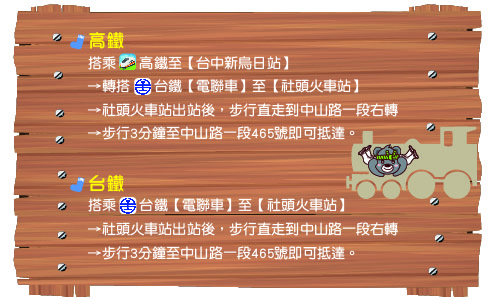 高鐵
搭乘高鐵至【台中新烏日站】
→轉搭台鐵【電聯車】至【社頭火車站】
→社頭火車站出站後，步行直走到中山路一段右轉
→步行3分鐘至中山路一段465號即可抵達。
台鐵
搭乘台鐵【電聯車】至【社頭火車站】
→社頭火車站出站後，步行直走到中山路一段右轉
→步行3分鐘至中山路一段465號即可抵達。